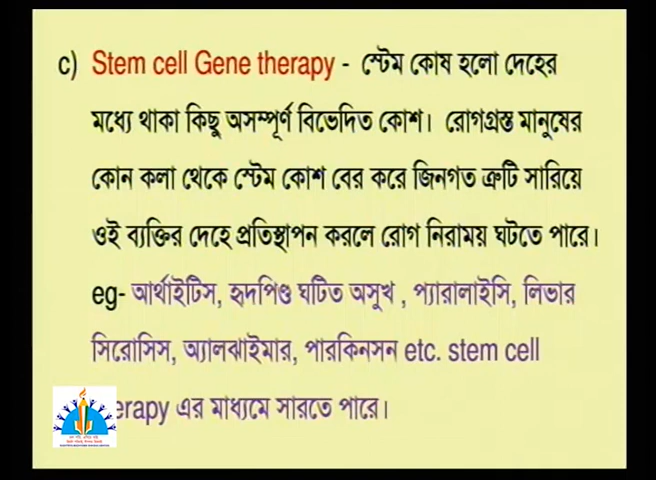 c) Stem cell Gene therapy - স্টেম কোষ হলো দেহের
মধ্যে থাকা কিছু অসম্পূর্ণ বিভেদিত কোশ। রোগগ্রস্ত মানুষের
কোন কলা থেকে স্টেম কোশ বের করে জিনগত ত্রুটি সারিয়ে
ওই ব্যক্তির দেহে প্রতিস্থাপন করলে রোগ নিরাময় ঘটতে পারে।
eg- আর্থাইটিস, হৃদপিণ্ড ঘটিত অসুখ , প্যারালাইসি, লিভার
সিরোসিস, অ্যালঝাইমার, পারকিনসন etc. stem cell
erapy এর মাধ্যমে সারতে পারে।